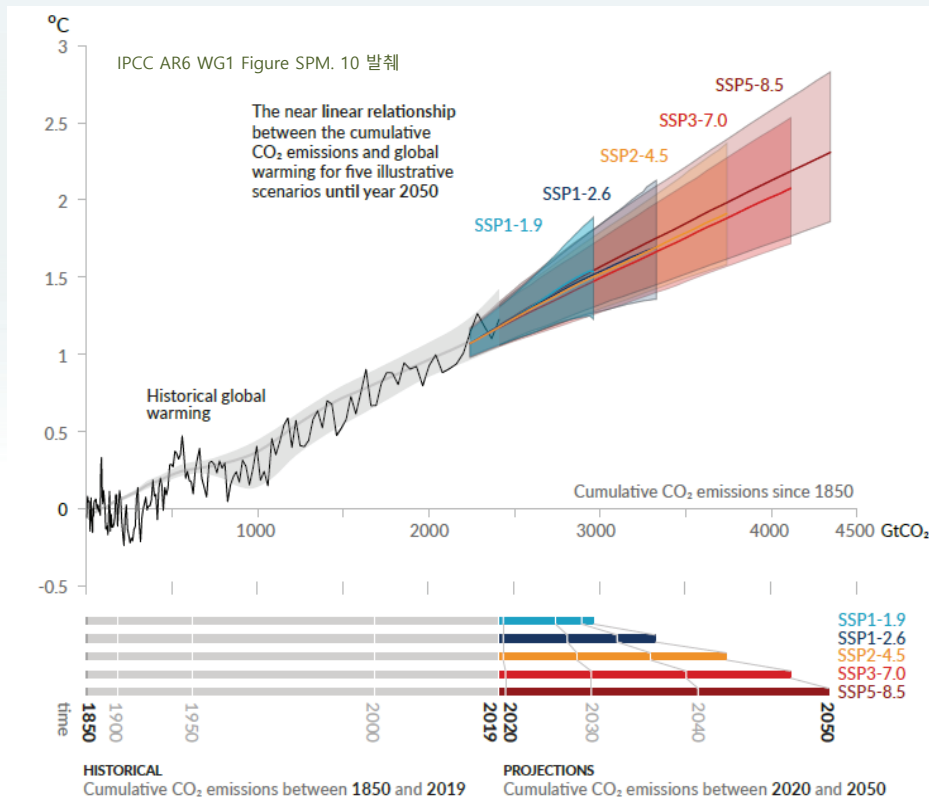 °C
3
IPCC AR6 WG1 Figure SPM. 10 발췌
The near linear relationship
between the cumulative
CO₂ emissions and global
warming for five illustrative
scenarios until year 2050
SSP5-8.5
SSP3-7.0
SSP2-4.5
SSP1-2.6
SSP1-1.9
2.5
2
1.5
1
Historical global
warming
0.5
Cumulative CO₂ emissions since 1850
0
1000
2000
3000
4000
4500 GtCO₂
-0.5
SSP1-1.9
SSP1-2.6
SSP2-4.5
SSP3-7.0
SSP5-8.5
time
1850
1900
1950
2000
2019
2020
2030
2040
2050
HISTORICAL
Cumulative CO₂ emissions between 1850 and 2019
PROJECTIONS
Cumulative CO₂ emissions between 2020 and 2050